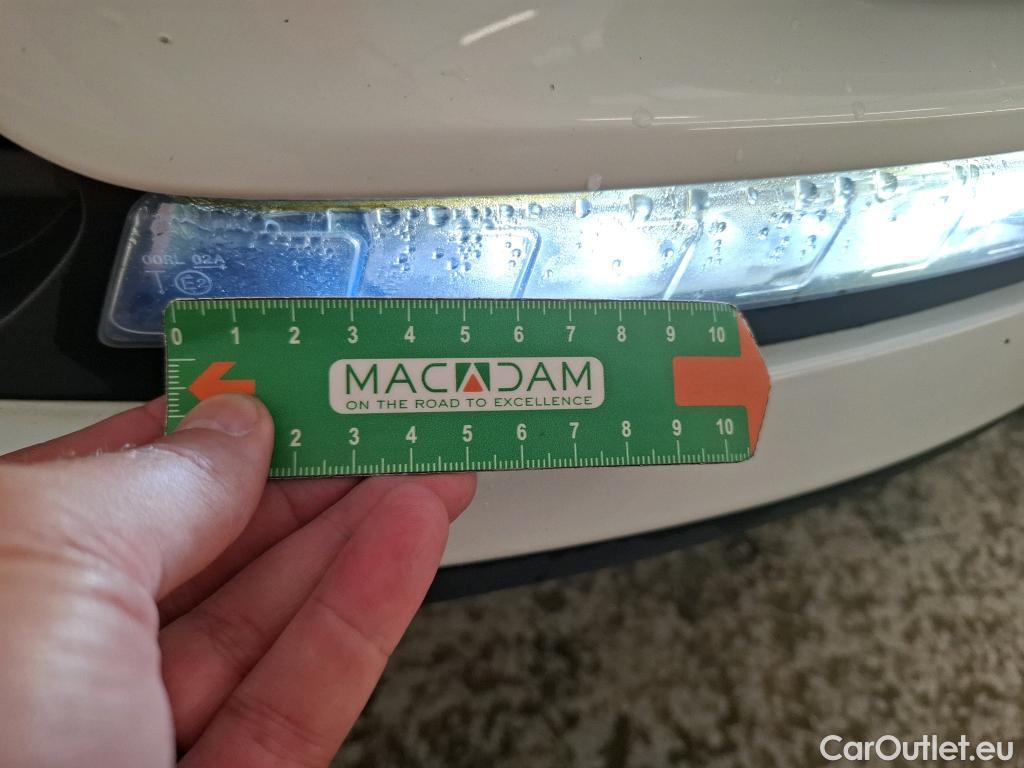 00RL 02A
T E2
0 1 2 3 4 5 6 7 8 9 10
MACADAM
ON THE ROAD TO EXCELLENCE
2 3 4 5 6 7 8 9 10
CarOutlet.eu